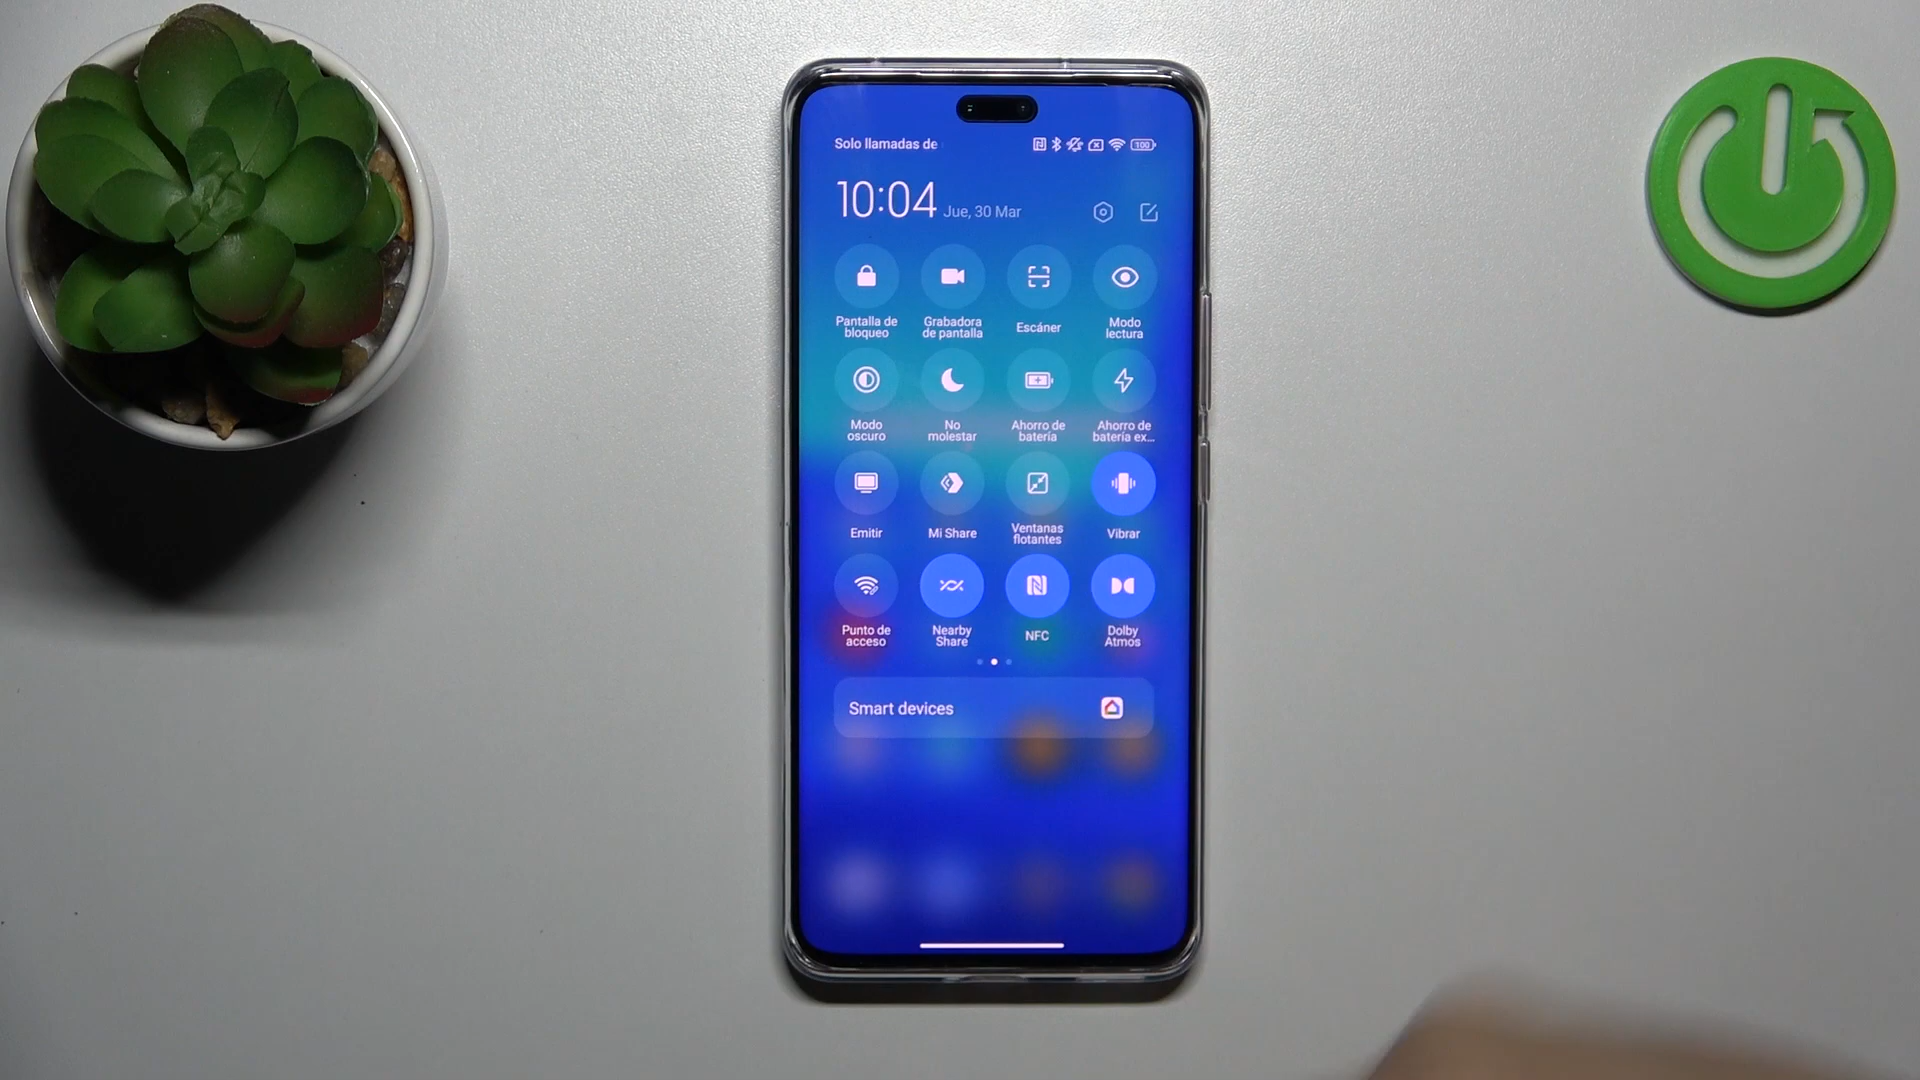 Solo llamadas de
100
10:04 Jue, 30 Mar
Pantalla de
bloqueo
Grabadora
de pantalla
Escáner
Modo
lectura
Modo
oscuro
No
molestar
Ahorro de
batería
Ahorro de
batería ex...
Emitir
Mi Share
Ventanas
flotantes
Vibrar
Punto de
acceso
Nearby
Share
NFC
Dolby
Atmos
Smart devices